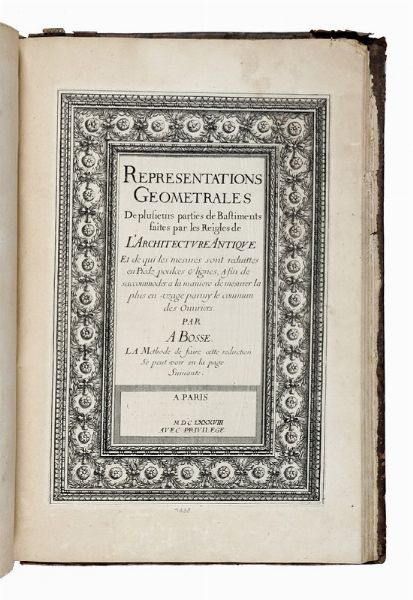 REPRESENTATIONS
GEOMETRALES
De plusieurs parties de Bastiments
faites par les Reigles de
L'ARCHITECTVRE ANTIQVE
Et de qui les mesures sont reduittes
en Piedz poulces & lignes, Afin de
s'accommoder a la maniere de mesurer la
plus en vzage parmy le commun
des Ouuriers.
PAR
A BOSSE.
LA Methode de faire cette reduction
Se peut voir en la page
Suiuante.
A PARIS
M. DC LXXXVIII
AVEC PRIVILEGE